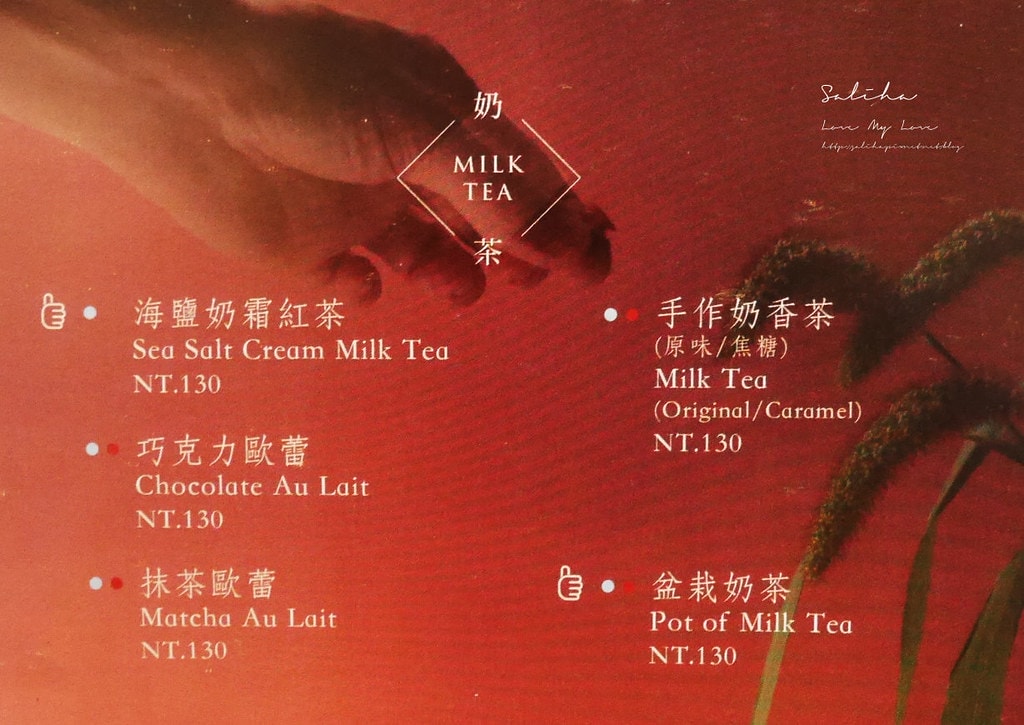 奶
MILK
TEA
茶
Saliha
Love My Love
海鹽奶霜紅茶
Sea Salt Cream Milk Tea
NT.130
巧克力歐蕾
Chocolate Au Lait
NT.130
抹茶歐蕾
Matcha Au Lait
NT.130
手作奶香茶
(原味/焦糖)
Milk Tea
(Original/Caramel)
NT.130
盆栽奶茶
Pot of Milk Tea
NT.130